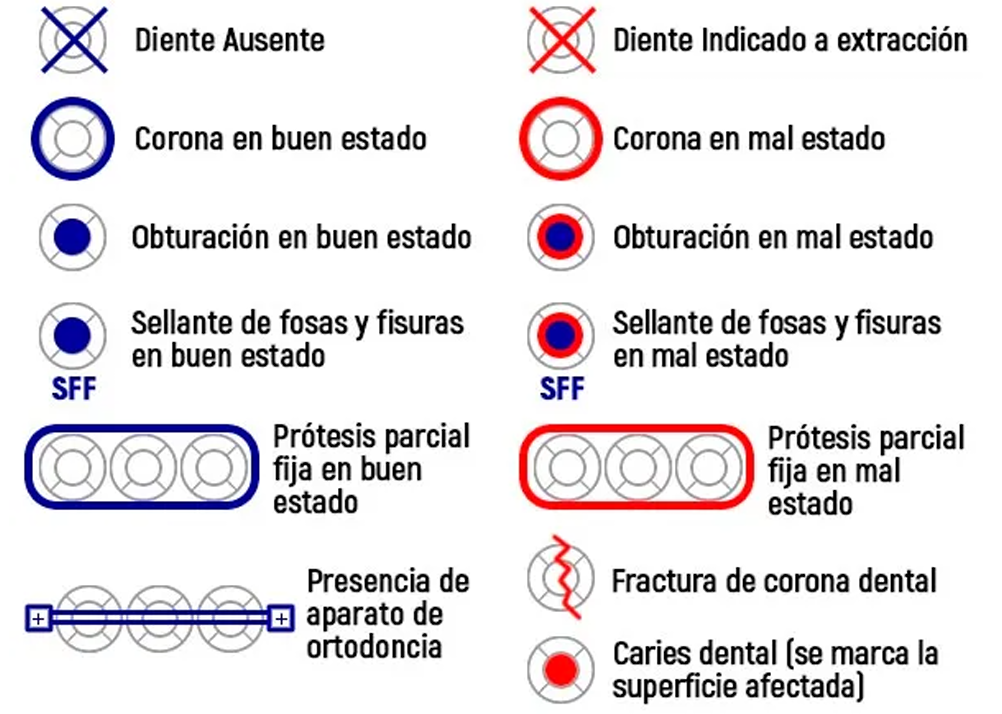 Diente Ausente
Diente Indicado a extracción
Corona en buen estado
Corona en mal estado
Obturación en buen estado
Obturación en mal estado
Sellante de fosas y fisuras
en buen estado
SFF
Sellante de fosas y fisuras
en mal estado
SFF
Prótesis parcial
fija en buen
estado
Prótesis parcial
fija en mal
estado
Presencia de
aparato de
ortodoncia
Fractura de corona dental
Caries dental (se marca la
superficie afectada)